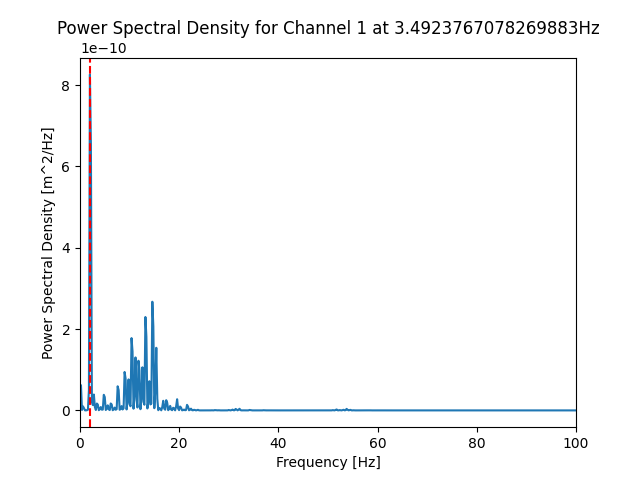 Power Spectral Density for Channel 1 at 3.4923767078269883Hz
1e−10
8
6
4
2
0
Power Spectral Density [m^2/Hz]
0 20 40 60 80 100
Frequency [Hz]